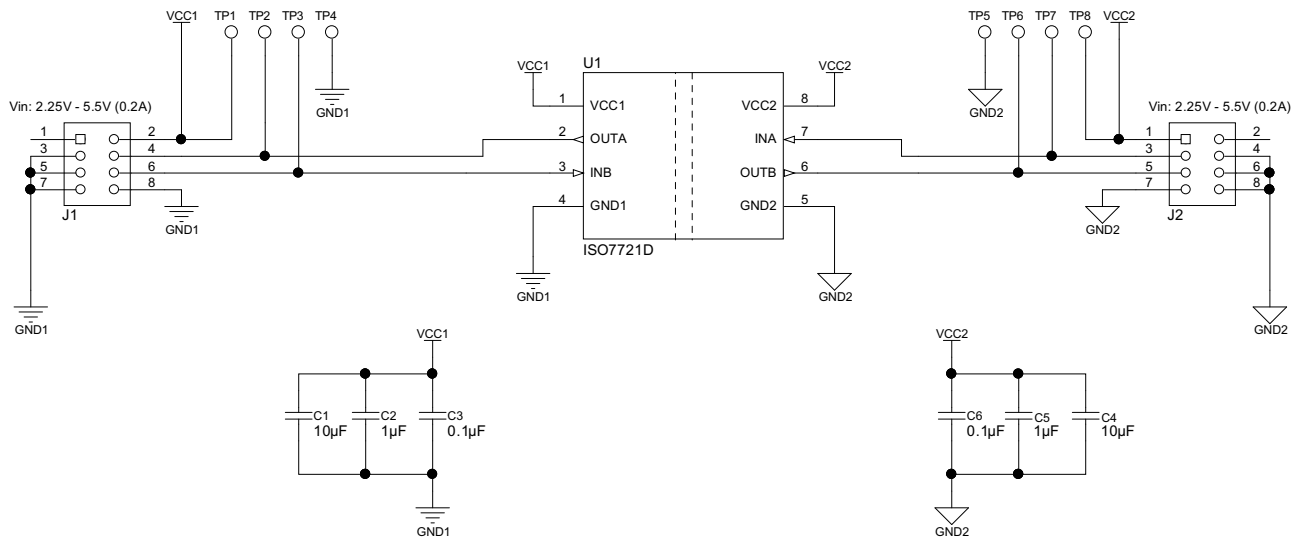 VCC1 TP1 TP2 TP3 TP4
TP5 TP6 TP7 TP8 VCC2
U1
VCC1
VCC2
GND1
GND2
Vin: 2.25V - 5.5V (0.2A)
Vin: 2.25V - 5.5V (0.2A)
1 VCC1 VCC2 8
2 OUTA INA 7
3 INB OUTB 6
4 GND1 GND2 5
ISO7721D
1 2
3 4
5 6
7 8
J1
GND1
GND1
GND1
1 2
3 4
5 6
7 8
J2
GND2
GND2
GND2
VCC1
C1
10µF
C2
1µF
C3
0.1µF
GND1
VCC2
C6
0.1µF
C5
1µF
C4
10µF
GND2